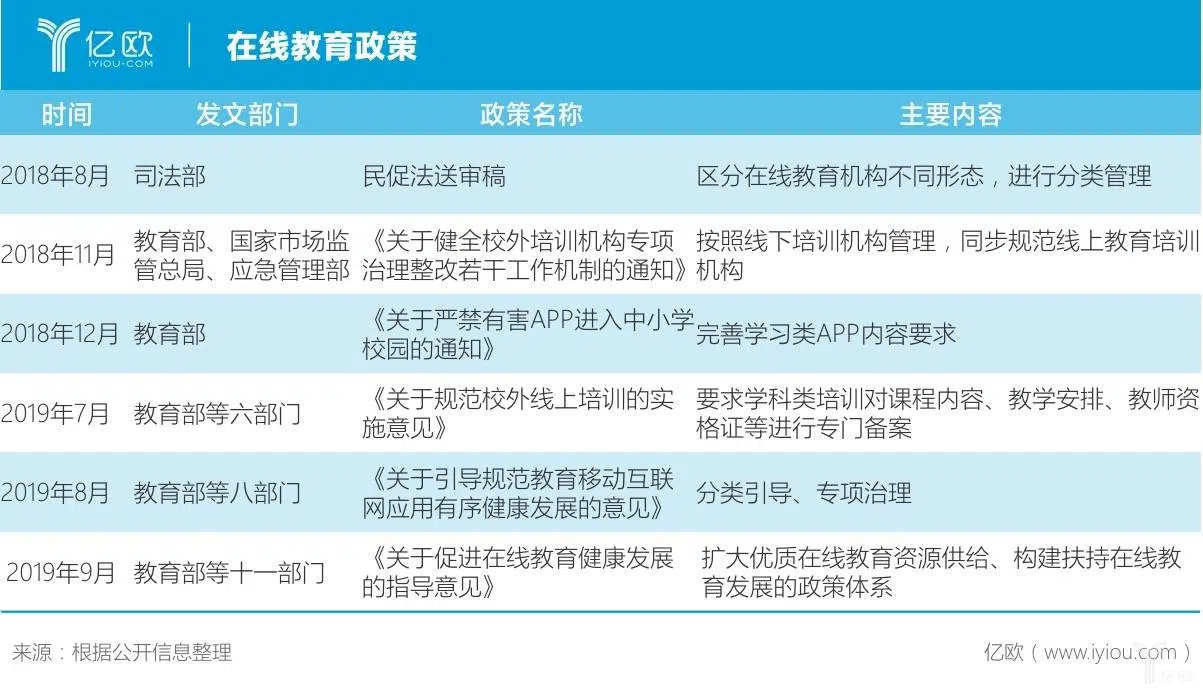 亿欧
IYIOU·COM
在线教育政策
时间 发文部门 政策名称 主要内容
2018年8月 司法部 民促法送审稿 区分在线教育机构不同形态，进行分类管理
2018年11月
教育部、国家市场监
管总局、应急管理部
《关于健全校外培训机构专项
治理整改若干工作机制的通知》
按照线下培训机构管理，同步规范线上教育培训
机构
2018年12月 教育部
《关于严禁有害APP进入中小学
校园的通知》
完善学习类APP内容要求
2019年7月 教育部等六部门
《关于规范校外线上培训的实
施意见》
要求学科类培训对课程内容、教学安排、教师资
格证等进行专门备案
2019年8月 教育部等八部门
《关于引导规范教育移动互联
网应用有序健康发展的意见》
分类引导、专项治理
2019年9月 教育部等十一部门
《关于促进在线教育健康发展
的指导意见》
扩大优质在线教育资源供给、构建扶持在线教
育发展的政策体系
来源：根据公开信息整理
亿欧（www.iyiou.com）
亿欧